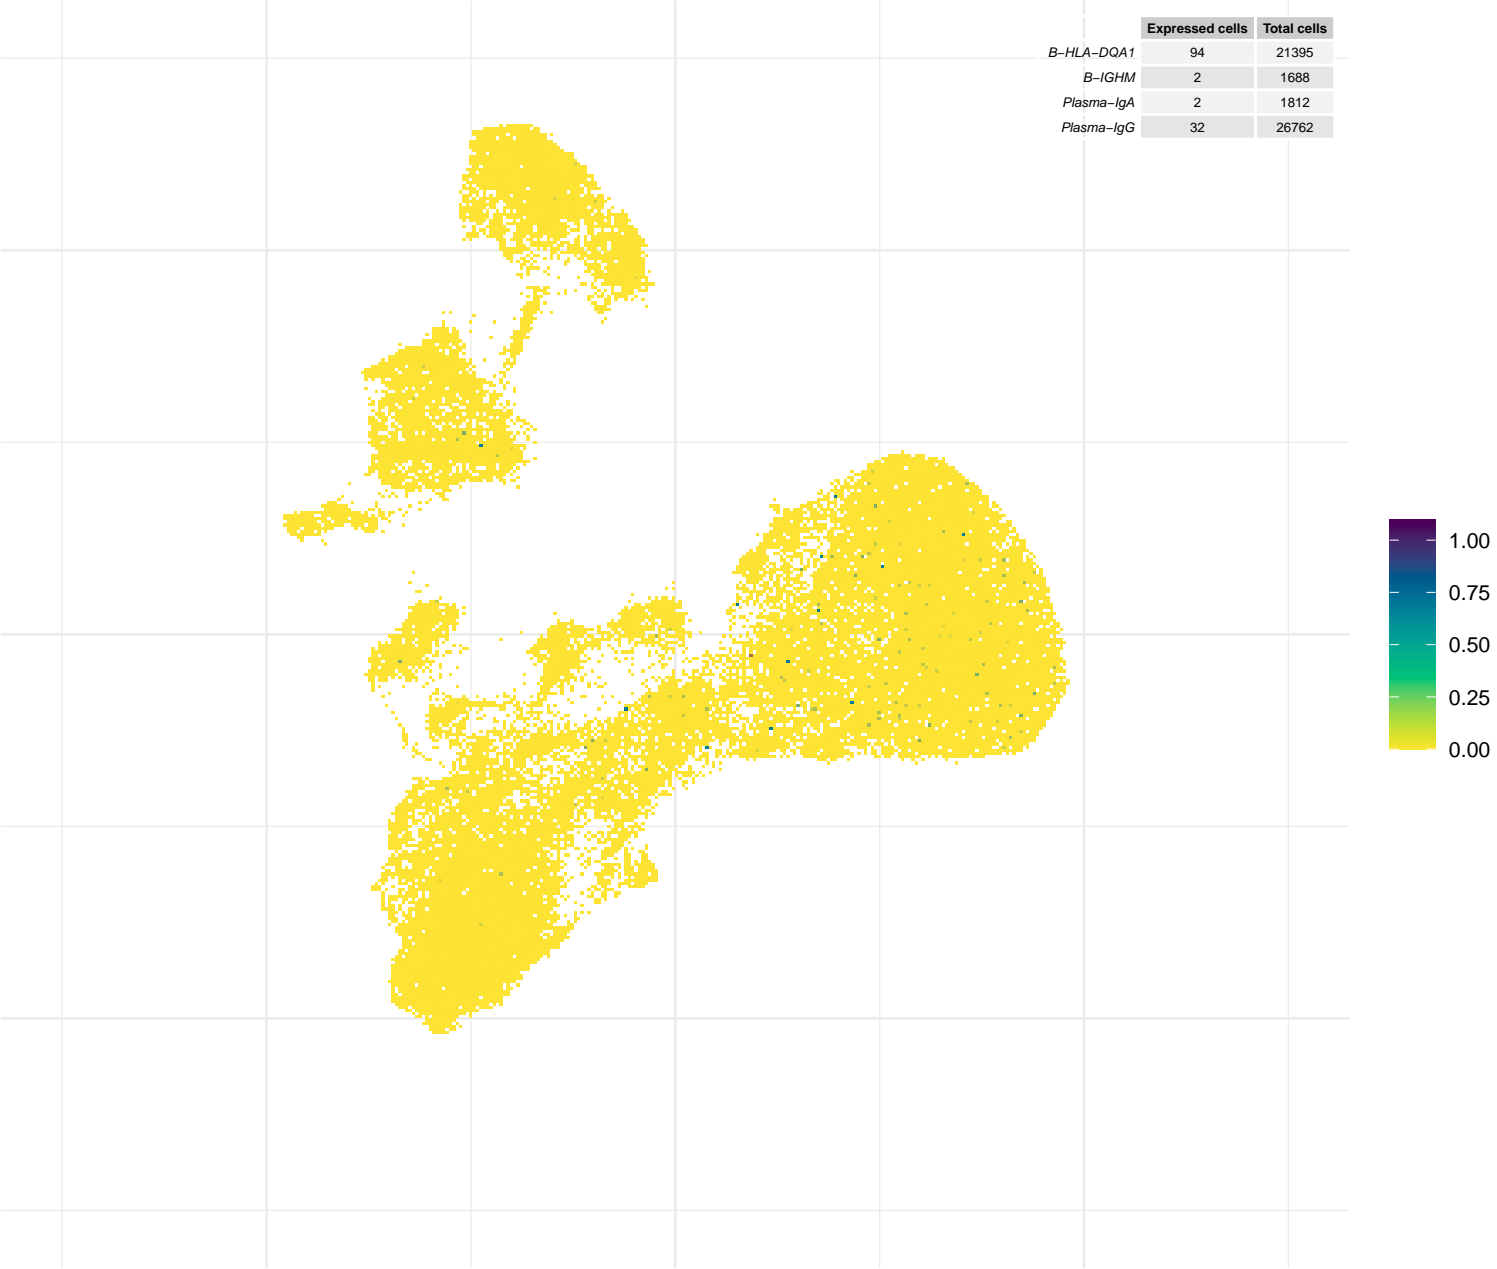 Expressed cells Total cells
B−HLA−DQA1 94 21395
B−IGHM 2 1688
Plasma−IgA 2 1812
Plasma−IgG 32 26762
1.00
0.75
0.50
0.25
0.00